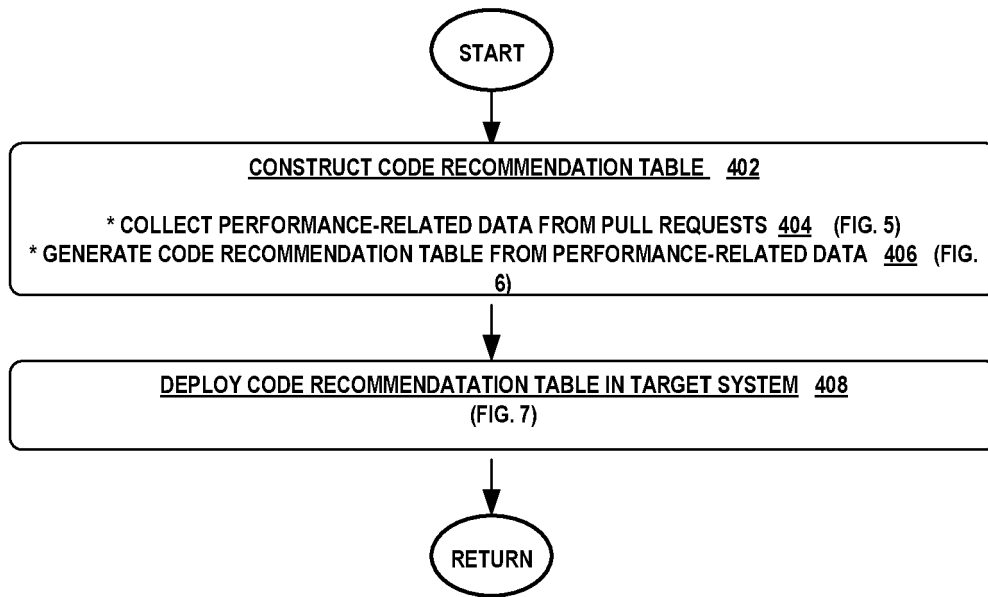 START
CONSTRUCT CODE RECOMMENDATION TABLE 402
* COLLECT PERFORMANCE-RELATED DATA FROM PULL REQUESTS 404 (FIG. 5)
* GENERATE CODE RECOMMENDATION TABLE FROM PERFORMANCE-RELATED DATA 406 (FIG.
6)
DEPLOY CODE RECOMMENDATATION TABLE IN TARGET SYSTEM 408
(FIG. 7)
RETURN